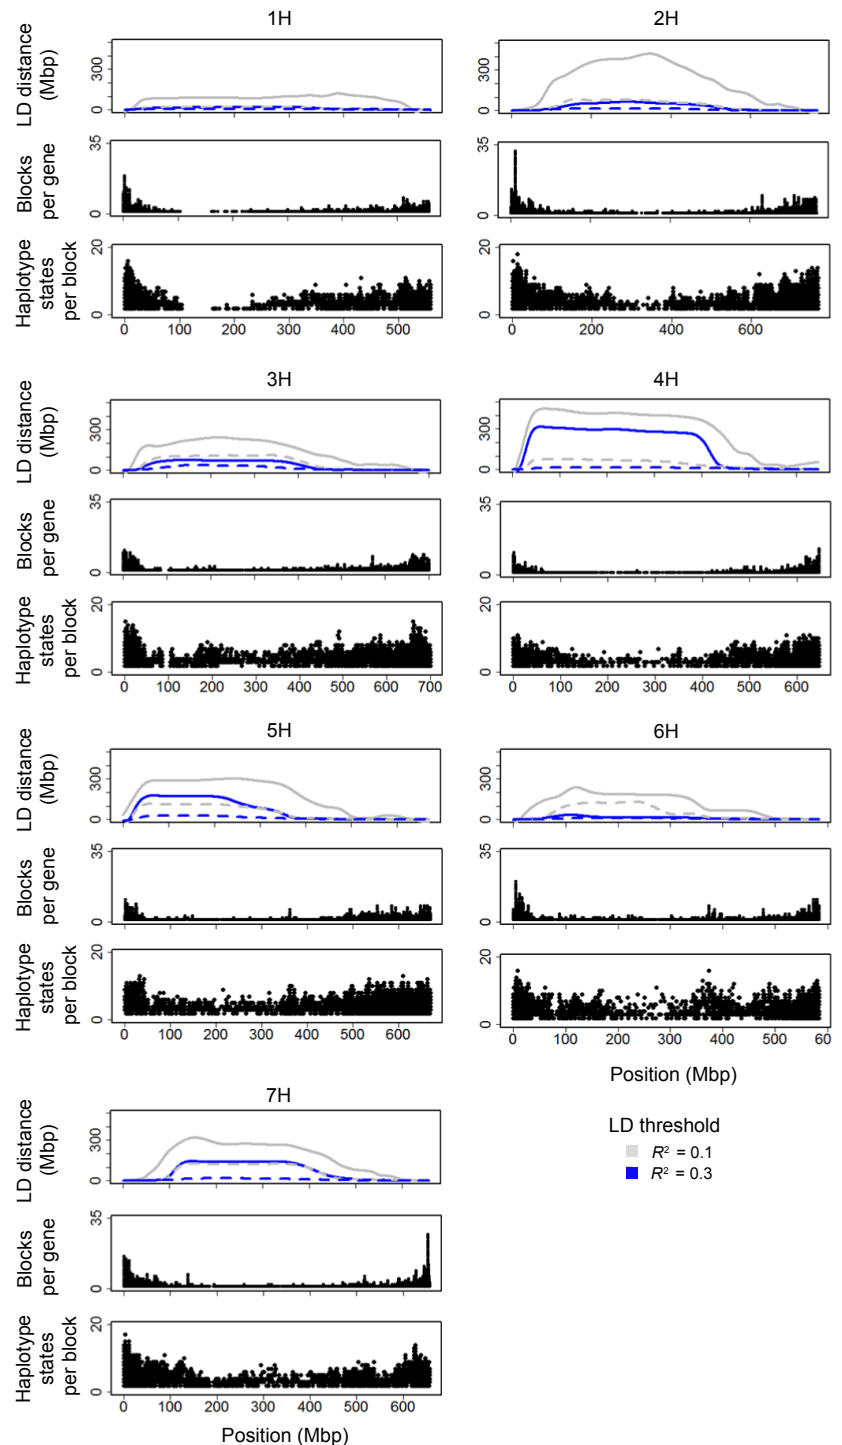 1H
2H
LD distance
(Mbp)
300
0
300
0
Blocks
per gene
35
0
35
0
Haplotype
states
per block
20
0
20
0
0 100 200 300 400 500
0 200 400 600
3H
4H
LD distance
(Mbp)
300
0
300
0
Blocks
per gene
35
0
35
0
Haplotype
states
per block
20
0
20
0
0 100 200 300 400 500 600 700
0 100 200 300 400 500 600
5H
6H
LD distance
(Mbp)
300
0
300
0
Blocks
per gene
35
0
35
0
Haplotype
states
per block
20
0
20
0
0 100 200 300 400 500 600
0 100 200 300 400 500 60
Position (Mbp)
7H
LD distance
(Mbp)
300
0
LD threshold
R² = 0.1
R² = 0.3
Blocks
per gene
35
0
Haplotype
states
per block
20
0
0 100 200 300 400 500 600
Position (Mbp)